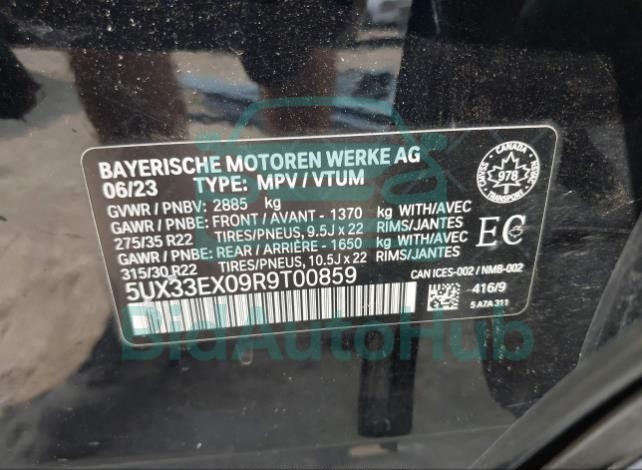 BAYERISCHE MOTOREN WERKE AG
06/23 TYPE: MPV / VTUM
GVWR / PNBV: 2885 kg
GAWR / PNBE: FRONT / AVANT - 1370 kg WITH/AVEC
275/35 R22 TIRES/PNEUS, 9.5J x 22 RIMS/JANTES
GAWR / PNBE: REAR / ARRIÈRE - 1650 kg WITH/AVEC
315/30 R22 TIRES/PNEUS, 10.5J x 22 RIMS/JANTES
5UX33EX09R9T00859
CANADA
978
TRANSPORT
EC
CAN ICES-002 / NMB-002
416/9
5 A7A 311
BidAutoHub